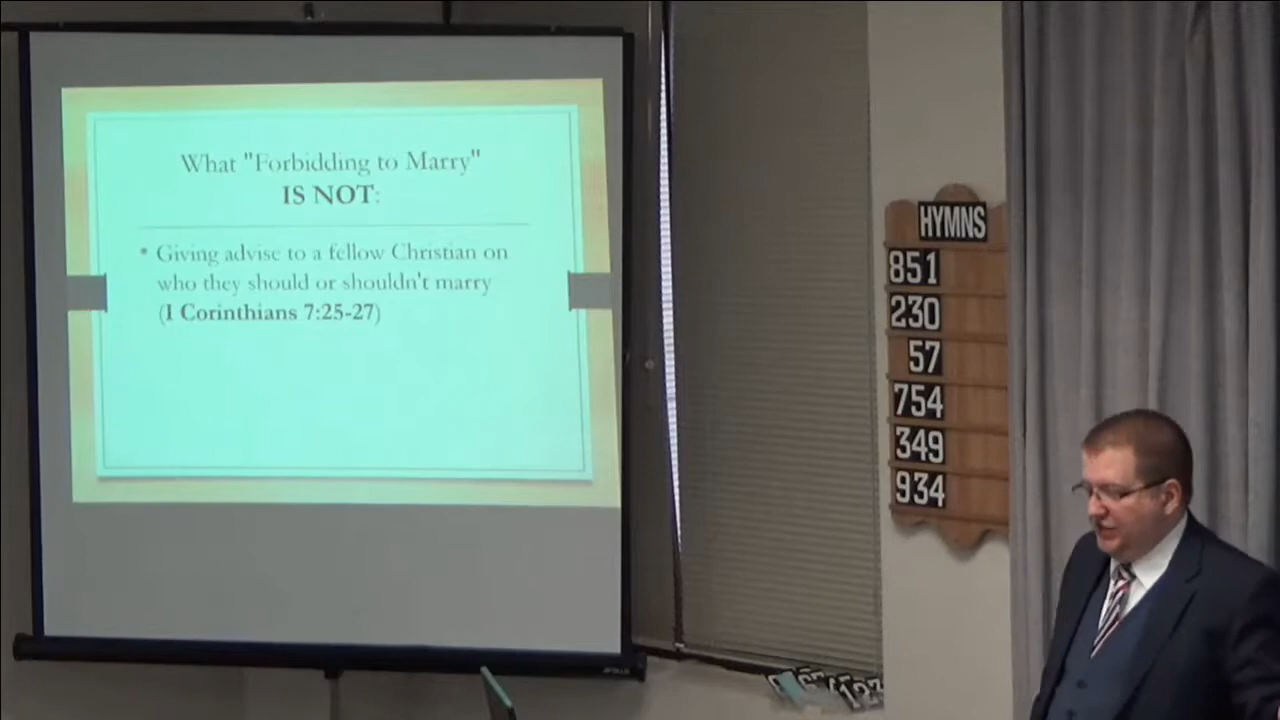 What "Forbidding to Marry"
IS NOT:
* Giving advise to a fellow Christian on
who they should or shouldn't marry
(I Corinthians 7:25-27)
HYMNS
851
230
57
754
349
934
APOLLO